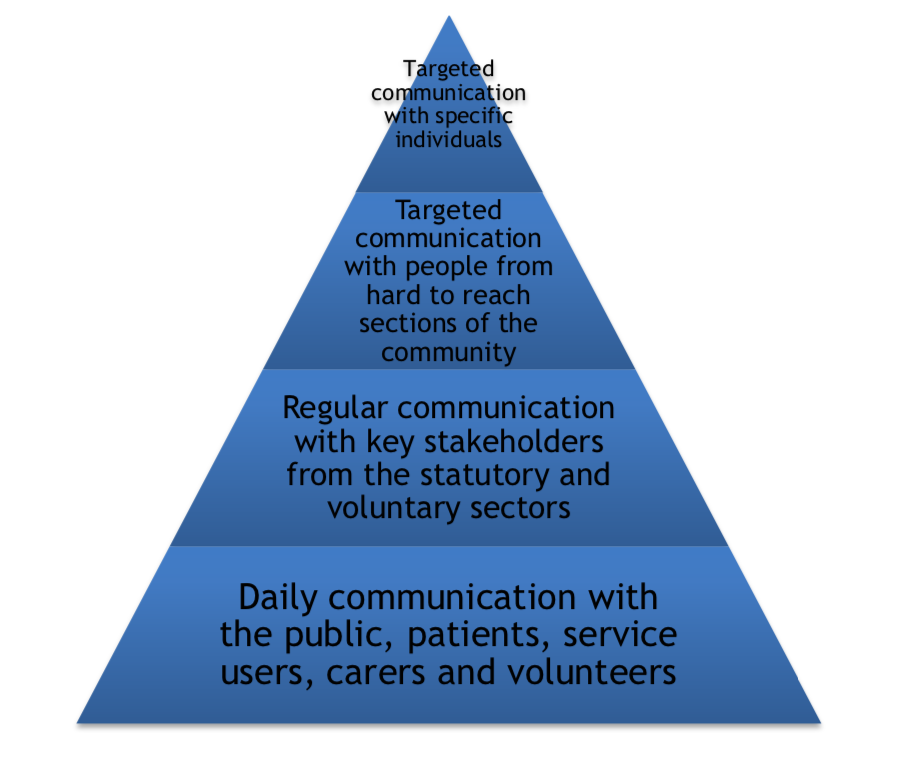 Targeted
communication
with specific
individuals
Targeted
communication
with people from
hard to reach
sections of the
community
Regular communication
with key stakeholders
from the statutory and
voluntary sectors
Daily communication with
the public, patients, service
users, carers and volunteers